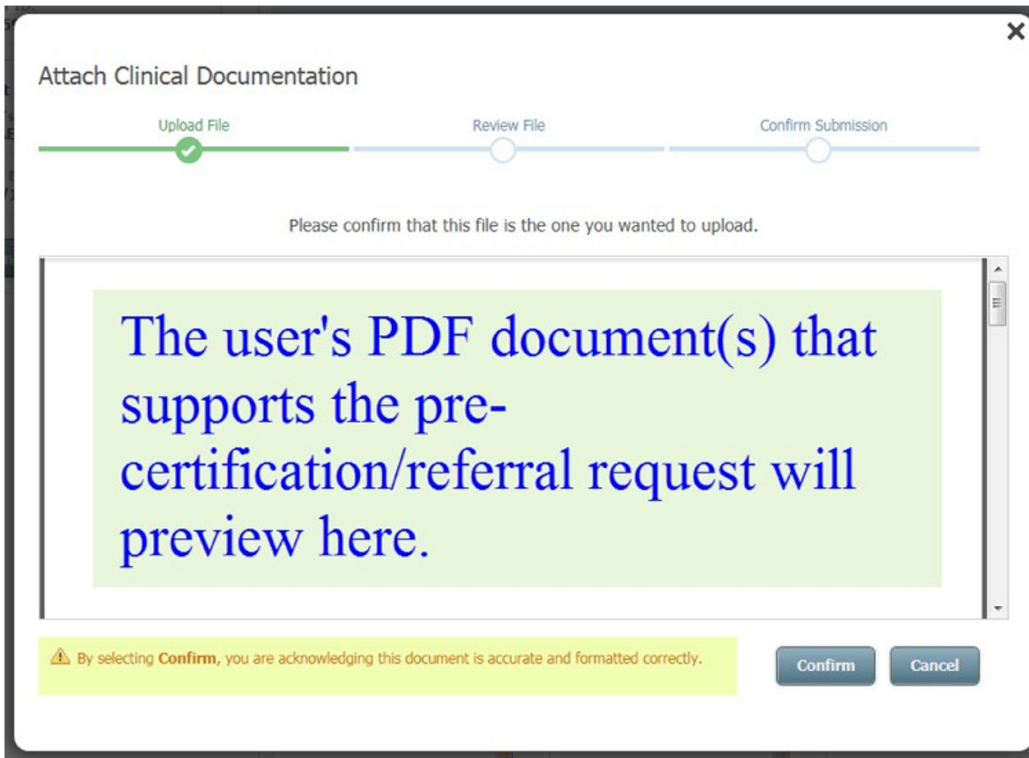 Attach Clinical Documentation
Upload File
Review File
Confirm Submission
Please confirm that this file is the one you wanted to upload.
The user's PDF document(s) that
supports the pre-
certification/referral request will
preview here.
By selecting Confirm, you are acknowledging this document is accurate and formatted correctly.
Confirm
Cancel